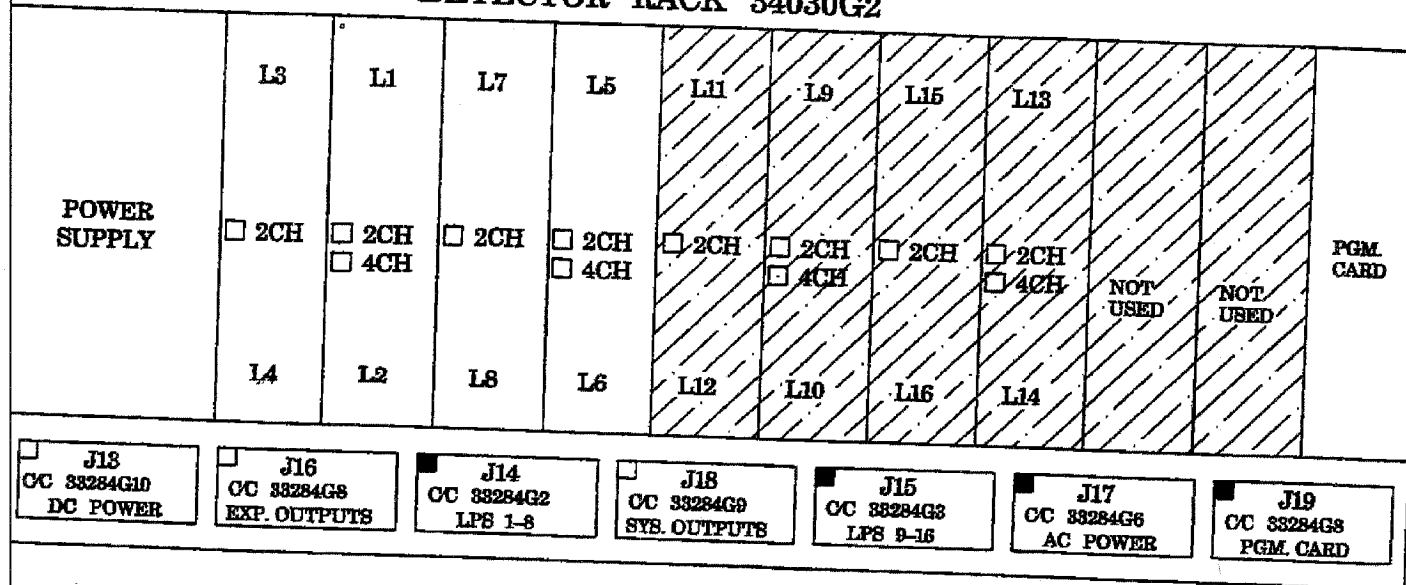 DETECTOR RACK 34030G2
L3 L1 L7 L5 L11 L9 L15 L13
POWER
SUPPLY
2CH 2CH 2CH 2CH 2CH 2CH 2CH 2CH
4CH 4CH 4CH 4CH
NOT
USED
NOT
USED
PGM.
CARD
L4 L2 L8 L6 L12 L10 L16 L14
J13
C/C 33284G10
DC POWER
J16
C/C 33284G8
EXP. OUTPUTS
J14
C/C 33284G2
LPS 1-8
J18
C/C 33284G9
SYS. OUTPUTS
J15
C/C 33284G3
LPS 9-16
J17
C/C 33284G6
AC POWER
J19
C/C 33284G8
PGM. CARD